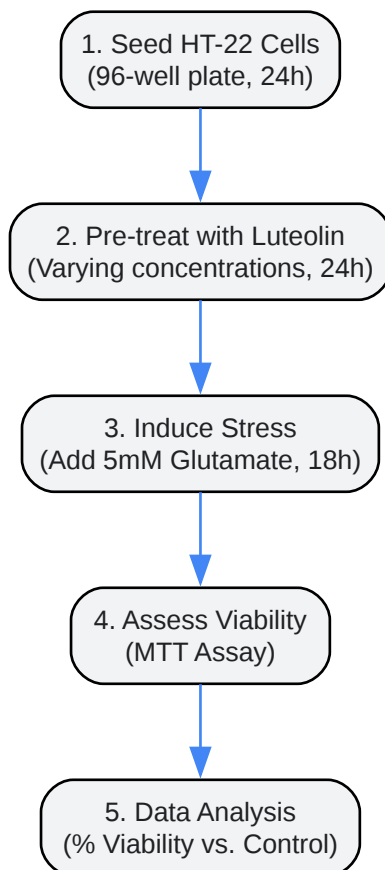 1. Seed HT-22 Cells
(96-well plate, 24h)
2. Pre-treat with Luteolin
(Varying concentrations, 24h)
3. Induce Stress
(Add 5mM Glutamate, 18h)
4. Assess Viability
(MTT Assay)
5. Data Analysis
(% Viability vs. Control)